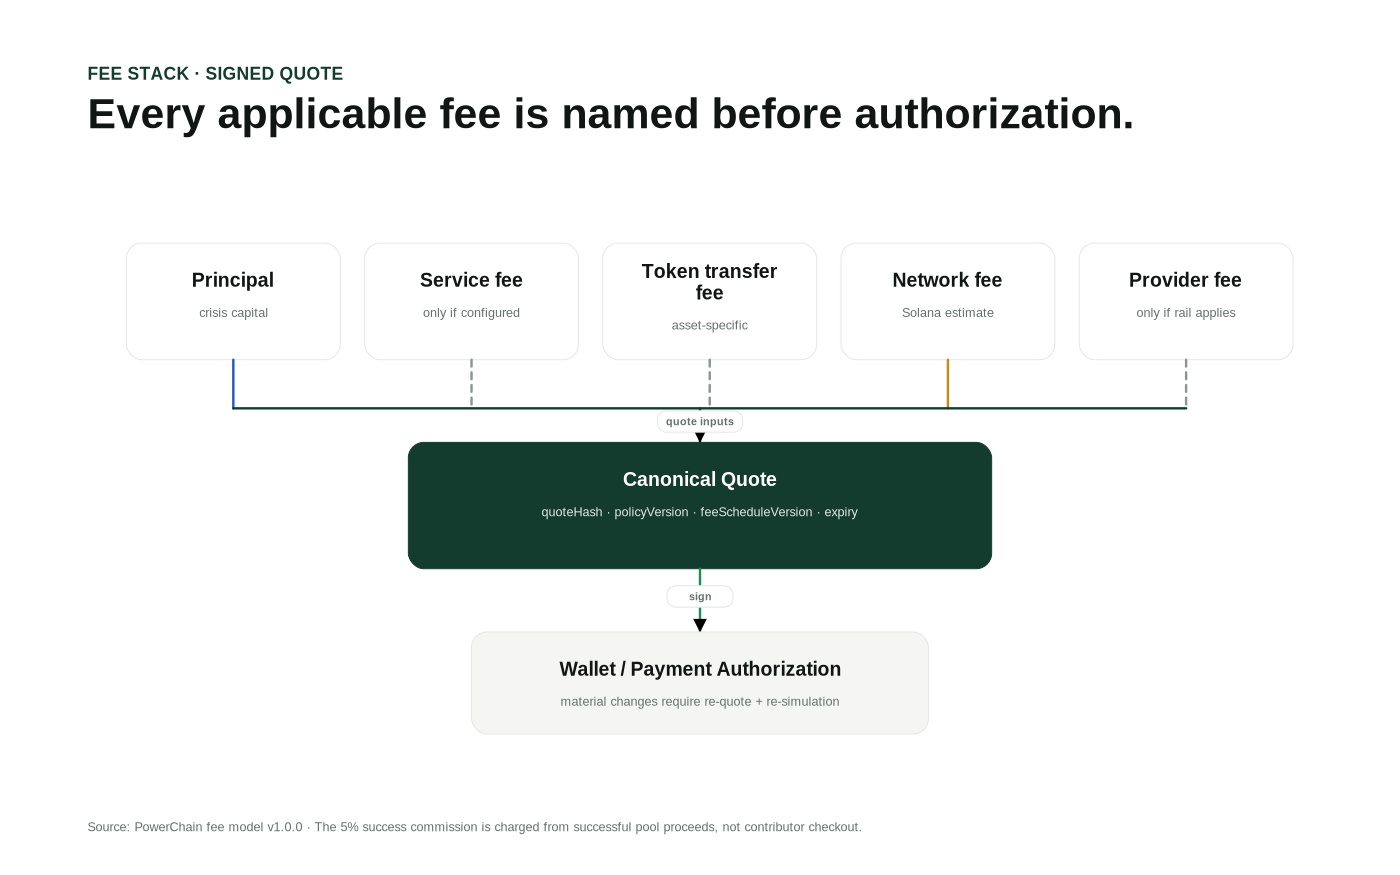 FEE STACK · SIGNED QUOTE
Every applicable fee is named before authorization.
Principal
crisis capital
Service fee
only if configured
Token transfer
fee
asset-specific
Network fee
Solana estimate
Provider fee
only if rail applies
quote inputs
Canonical Quote
quoteHash · policyVersion · feeScheduleVersion · expiry
sign
Wallet / Payment Authorization
material changes require re-quote + re-simulation
Source: PowerChain fee model v1.0.0 · The 5% success commission is charged from successful pool proceeds, not contributor checkout.